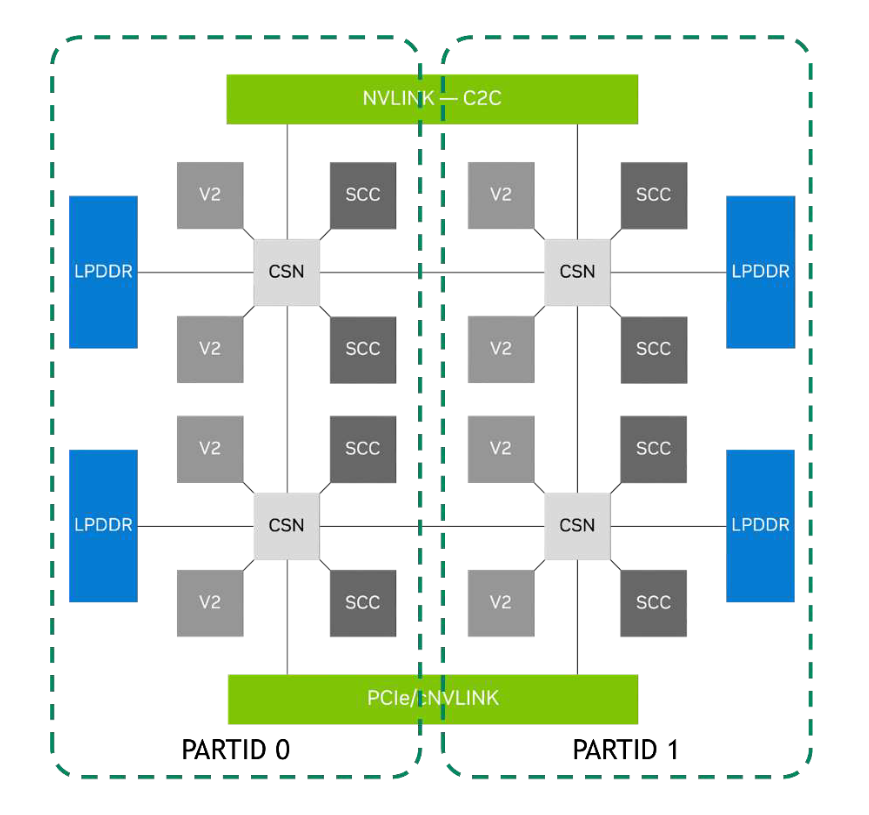 NVLINK — C2C
V2
SCC
V2
SCC
LPDDR
CSN
CSN
LPDDR
V2
SCC
V2
SCC
V2
SCC
V2
SCC
LPDDR
CSN
CSN
LPDDR
V2
SCC
V2
SCC
PCIe/cNVLINK
PARTID 0
PARTID 1